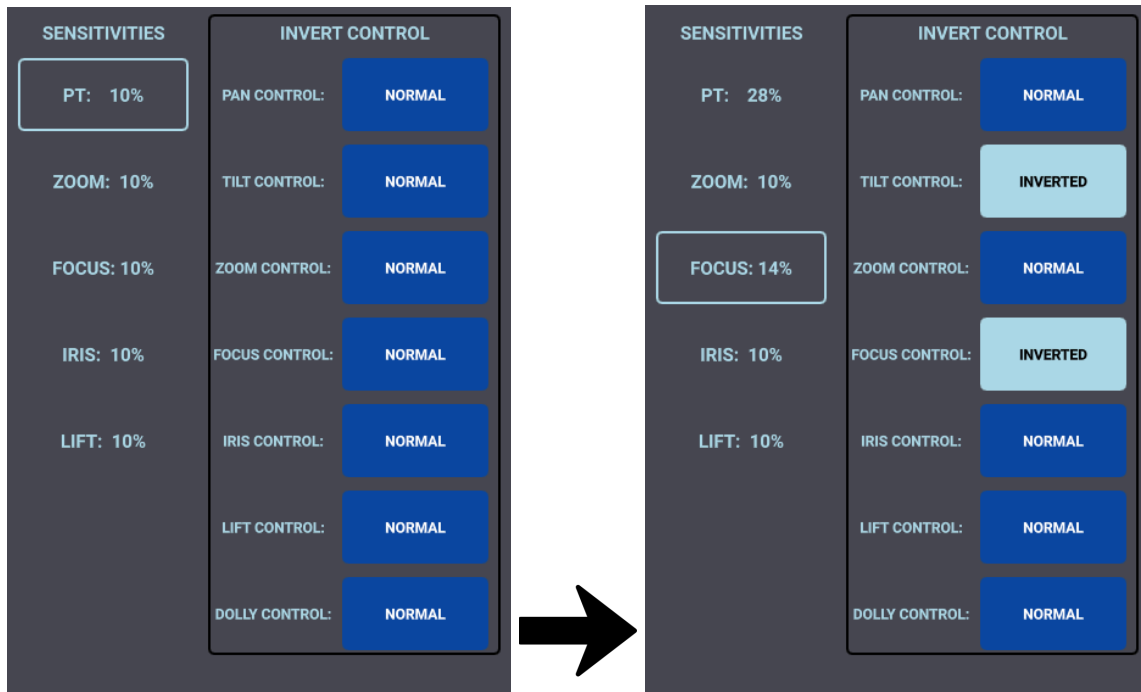 SENSITIVITIES
PT: 10%
ZOOM: 10%
FOCUS: 10%
IRIS: 10%
LIFT: 10%
INVERT CONTROL
PAN CONTROL: NORMAL
TILT CONTROL: NORMAL
ZOOM CONTROL: NORMAL
FOCUS CONTROL: NORMAL
IRIS CONTROL: NORMAL
LIFT CONTROL: NORMAL
DOLLY CONTROL: NORMAL
SENSITIVITIES
PT: 28%
ZOOM: 10%
FOCUS: 14%
IRIS: 10%
LIFT: 10%
INVERT CONTROL
PAN CONTROL: NORMAL
TILT CONTROL: INVERTED
ZOOM CONTROL: NORMAL
FOCUS CONTROL: INVERTED
IRIS CONTROL: NORMAL
LIFT CONTROL: NORMAL
DOLLY CONTROL: NORMAL